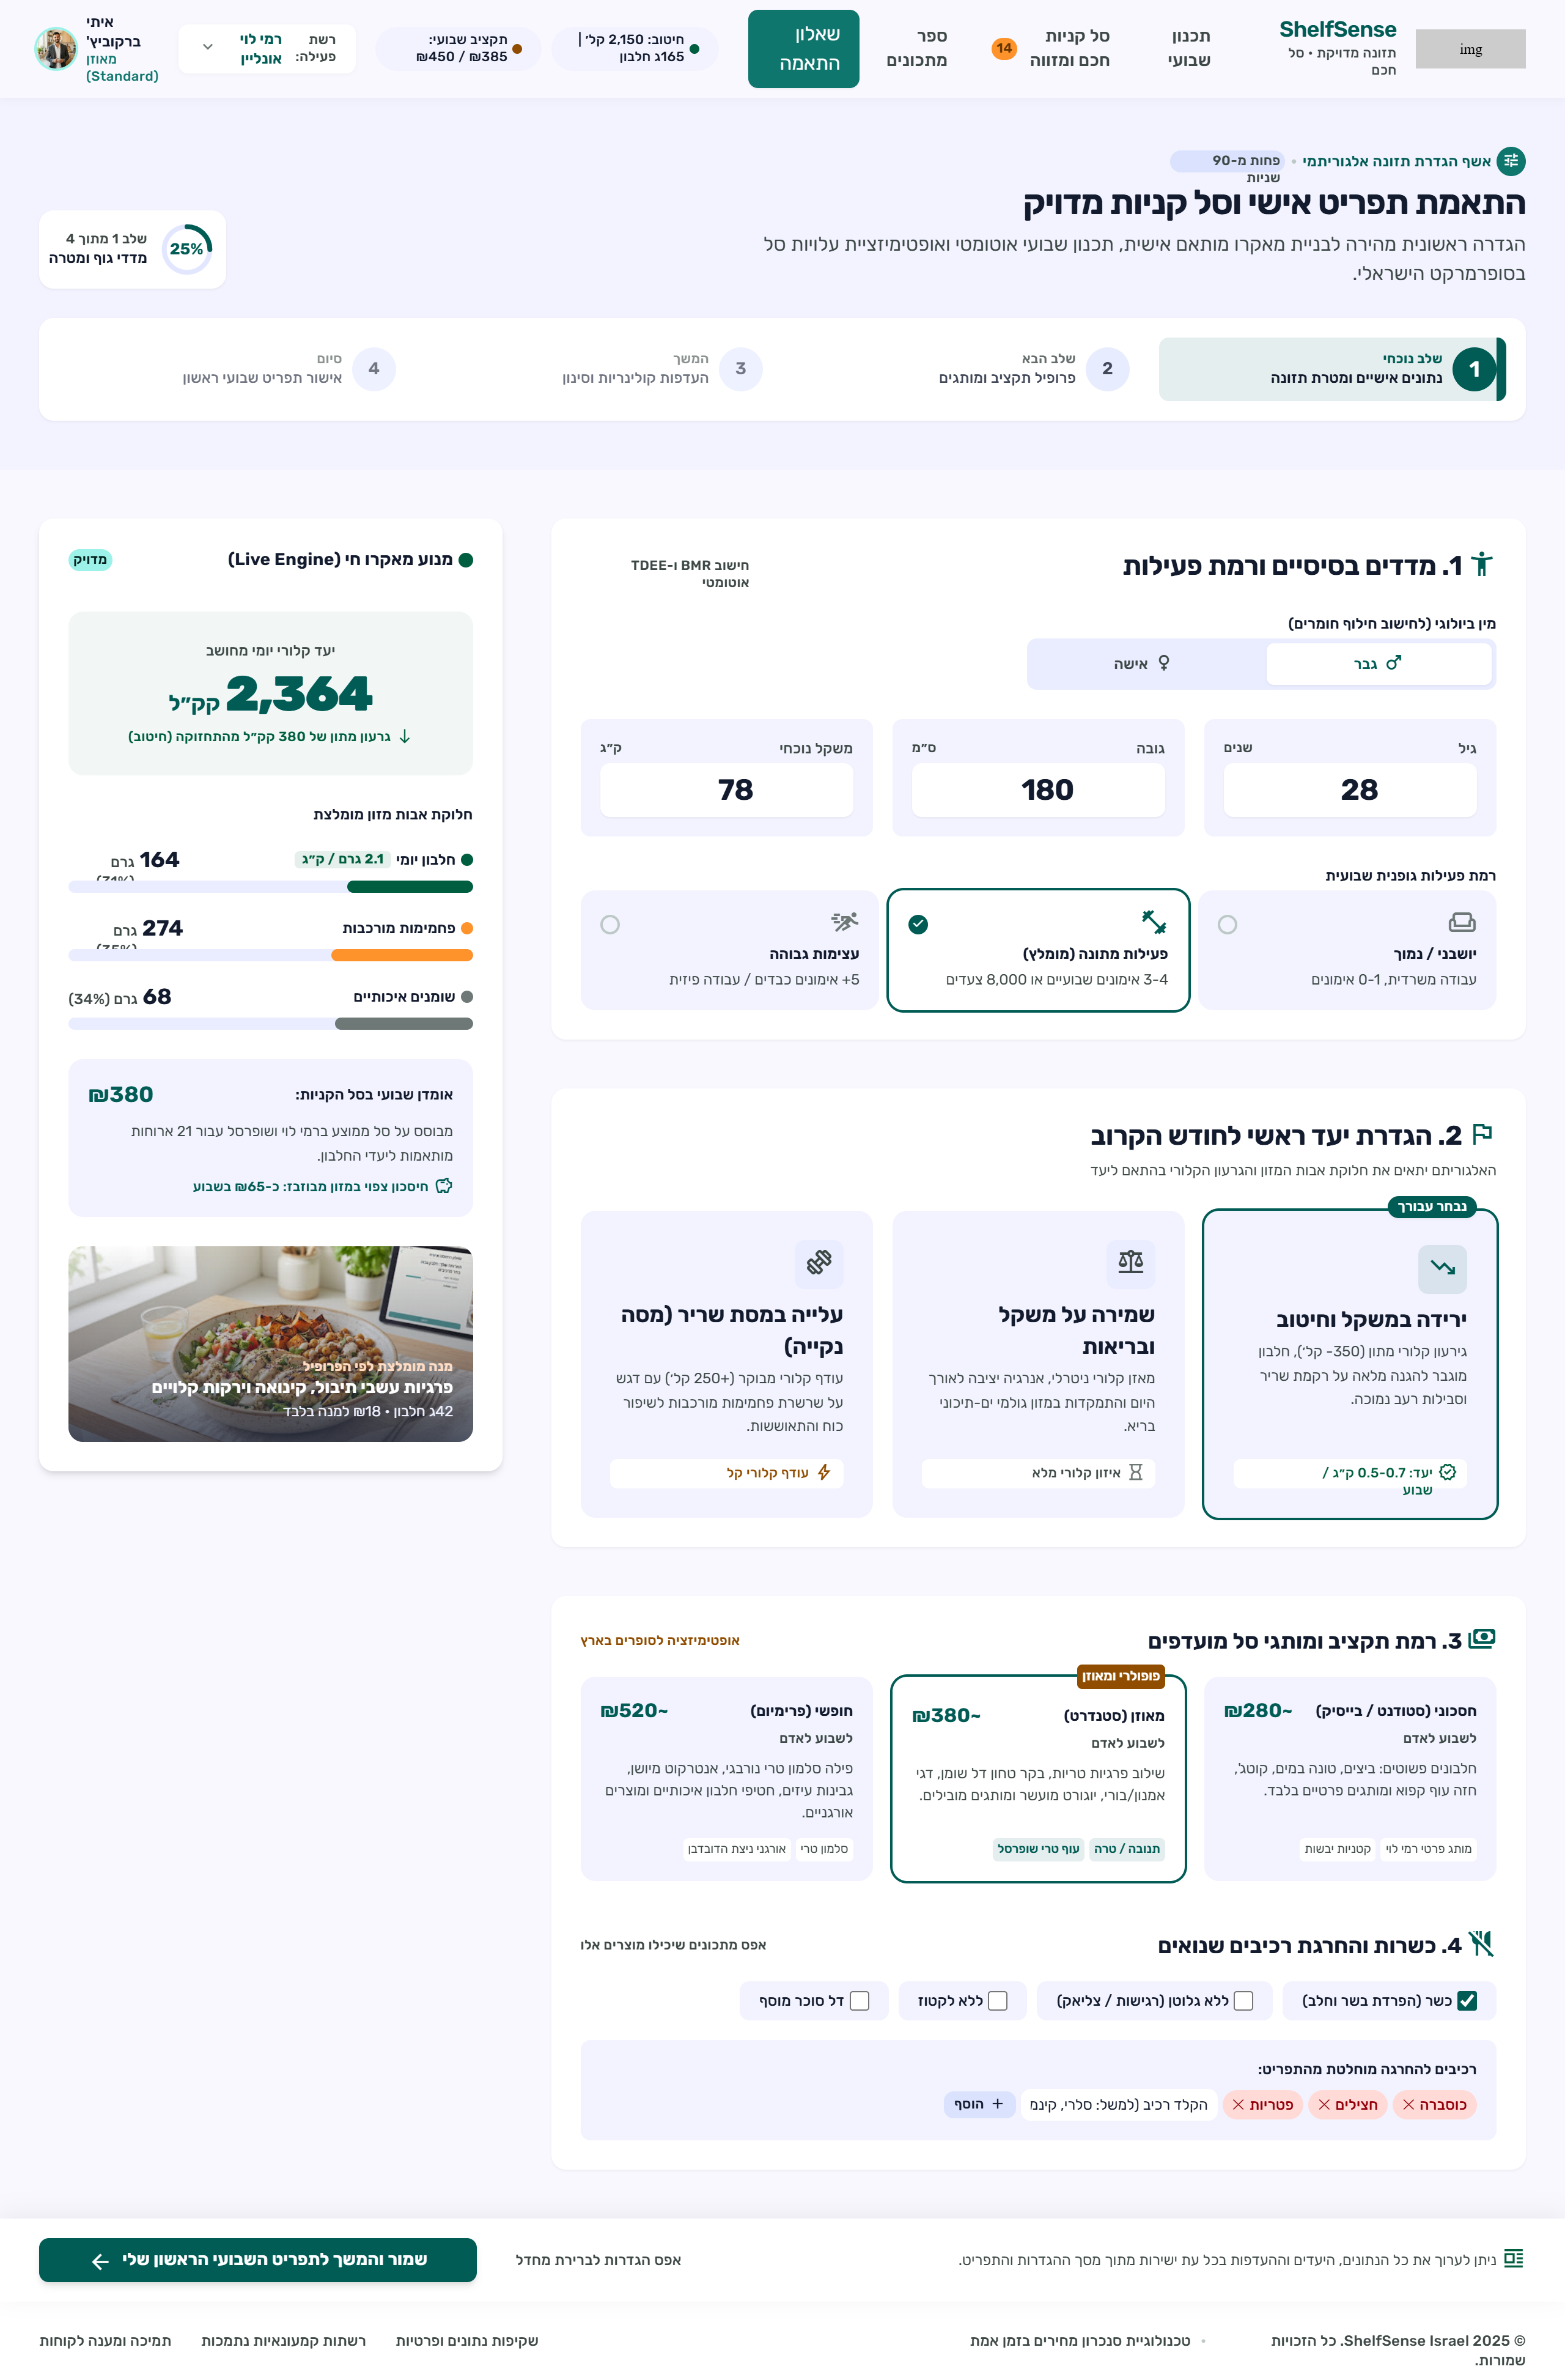 img
ShelfSense
תזונה מדויקת • סל
חכם
תכנון
שבועי
סל קניות
חכם ומזווה
14
ספר
מתכונים
שאלון
התאמה
חיטוב: 2,150 קל׳ |
165ג חלבון
תקציב שבועי:
₪385 / ₪450
רשת
פעילה:
רמי לוי
אונליין
איתי
ברקוביץ'
מאוזן
(Standard)
אשף הגדרת תזונה אלגוריתמי
•
פחות מ-90
שניות
התאמת תפריט אישי וסל קניות מדויק
הגדרה ראשונית מהירה לבניית מאקרו מותאם אישית, תכנון שבועי אוטומטי ואופטימיזציית עלויות סל
בסופרמרקט הישראלי.
25%
שלב 1 מתוך 4
מדדי גוף ומטרה
1
שלב נוכחי
נתונים אישיים ומטרת תזונה
2
שלב הבא
פרופיל תקציב ומותגים
3
המשך
העדפות קולינריות וסינון
4
סיום
אישור תפריט שבועי ראשון
1. מדדים בסיסיים ורמת פעילות
חישוב BMR ו-TDEE
אוטומטי
מין ביולוגי (לחישוב חילוף חומרים)
גבר
אישה
גיל
שנים
28
גובה
ס״מ
180
משקל נוכחי
ק״ג
78
רמת פעילות גופנית שבועית
יושבני / נמוך
עבודה משרדית, 0-1 אימונים
פעילות מתונה (מומלץ)
3-4 אימונים שבועיים או 8,000 צעדים
עצימות גבוהה
5+ אימונים כבדים / עבודה פיזית
2. הגדרת יעד ראשי לחודש הקרוב
האלגוריתם יתאים את חלוקת אבות המזון והגרעון הקלורי בהתאם ליעד
נבחר עבורך
ירידה במשקל וחיטוב
גירעון קלורי מתון (350- קל׳), חלבון
מוגבר להגנה מלאה על רקמת שריר
וסבילות רעב נמוכה.
יעד: 0.5-0.7 ק״ג /
שבוע
שמירה על משקל
ובריאות
מאזן קלורי ניטרלי, אנרגיה יציבה לאורך
היום והתמקדות במזון גולמי ים-תיכוני
בריא.
איזון קלורי מלא
עלייה במסת שריר (מסה
נקייה)
עודף קלורי מבוקר (+250 קל׳) עם דגש
על שרשרת פחמימות מורכבות לשיפור
כוח והתאוששות.
עודף קלורי קל
3. רמת תקציב ומותגי סל מועדפים
אופטימיזציה לסופרים בארץ
חסכוני (סטודנט / בייסיק)
~₪280
לשבוע לאדם
חלבונים פשוטים: ביצים, טונה במים, קוטג',
חזה עוף קפוא ומותגים פרטיים בלבד.
מותג פרטי רמי לוי
קטניות יבשות
פופולרי ומאוזן
מאוזן (סטנדרט)
~₪380
לשבוע לאדם
שילוב פרגיות טריות, בקר טחון דל שומן, דגי
אמנון/בורי, יוגורט מועשר ומותגים מובילים.
תנובה / טרה
עוף טרי שופרסל
חופשי (פרימיום)
~₪520
לשבוע לאדם
פילה סלמון טרי נורבגי, אנטרקוט מיושן,
גבינות עיזים, חטיפי חלבון איכותיים ומוצרים
אורגניים.
סלמון טרי
אורגני ניצת הדובדבן
4. כשרות והחרגת רכיבים שנואים
אפס מתכונים שיכילו מוצרים אלו
כשר (הפרדת בשר וחלב)
ללא גלוטן (רגישות / צליאק)
ללא לקטוז
דל סוכר מוסף
רכיבים להחרגה מוחלטת מהתפריט:
כוסברה
חצילים
פטריות
הקלד רכיב (למשל: סלרי, קינמ
הוסף
מנוע מאקרו חי (Live Engine)
מדויק
יעד קלורי יומי מחושב
2,364 קק״ל
גרעון מתון של 380 קק״ל מהתחזוקה (חיטוב)
חלוקת אבות מזון מומלצת
חלבון יומי
2.1 גרם / ק״ג
164 גרם
(31%)
פחמימות מורכבות
274 גרם
(35%)
שומנים איכותיים
68 גרם (34%)
אומדן שבועי בסל הקניות:
₪380
מבוסס על סל ממוצע ברמי לוי ושופרסל עבור 21 ארוחות
מותאמות ליעדי החלבון.
חיסכון צפוי במזון מבוזבז: כ-₪65 בשבוע
מנה מומלצת לפי הפרופיל
פרגיות עשבי תיבול, קינואה וירקות קלויים
42ג חלבון • ₪18 למנה בלבד
ניתן לערוך את כל הנתונים, היעדים וההעדפות בכל עת ישירות מתוך מסך ההגדרות והתפריט.
אפס הגדרות לברירת מחדל
שמור והמשך לתפריט השבועי הראשון שלי
© 2025 ShelfSense Israel. כל הזכויות
שמורות.
•
טכנולוגיית סנכרון מחירים בזמן אמת
שקיפות נתונים ופרטיות
רשתות קמעונאיות נתמכות
תמיכה ומענה לקוחות